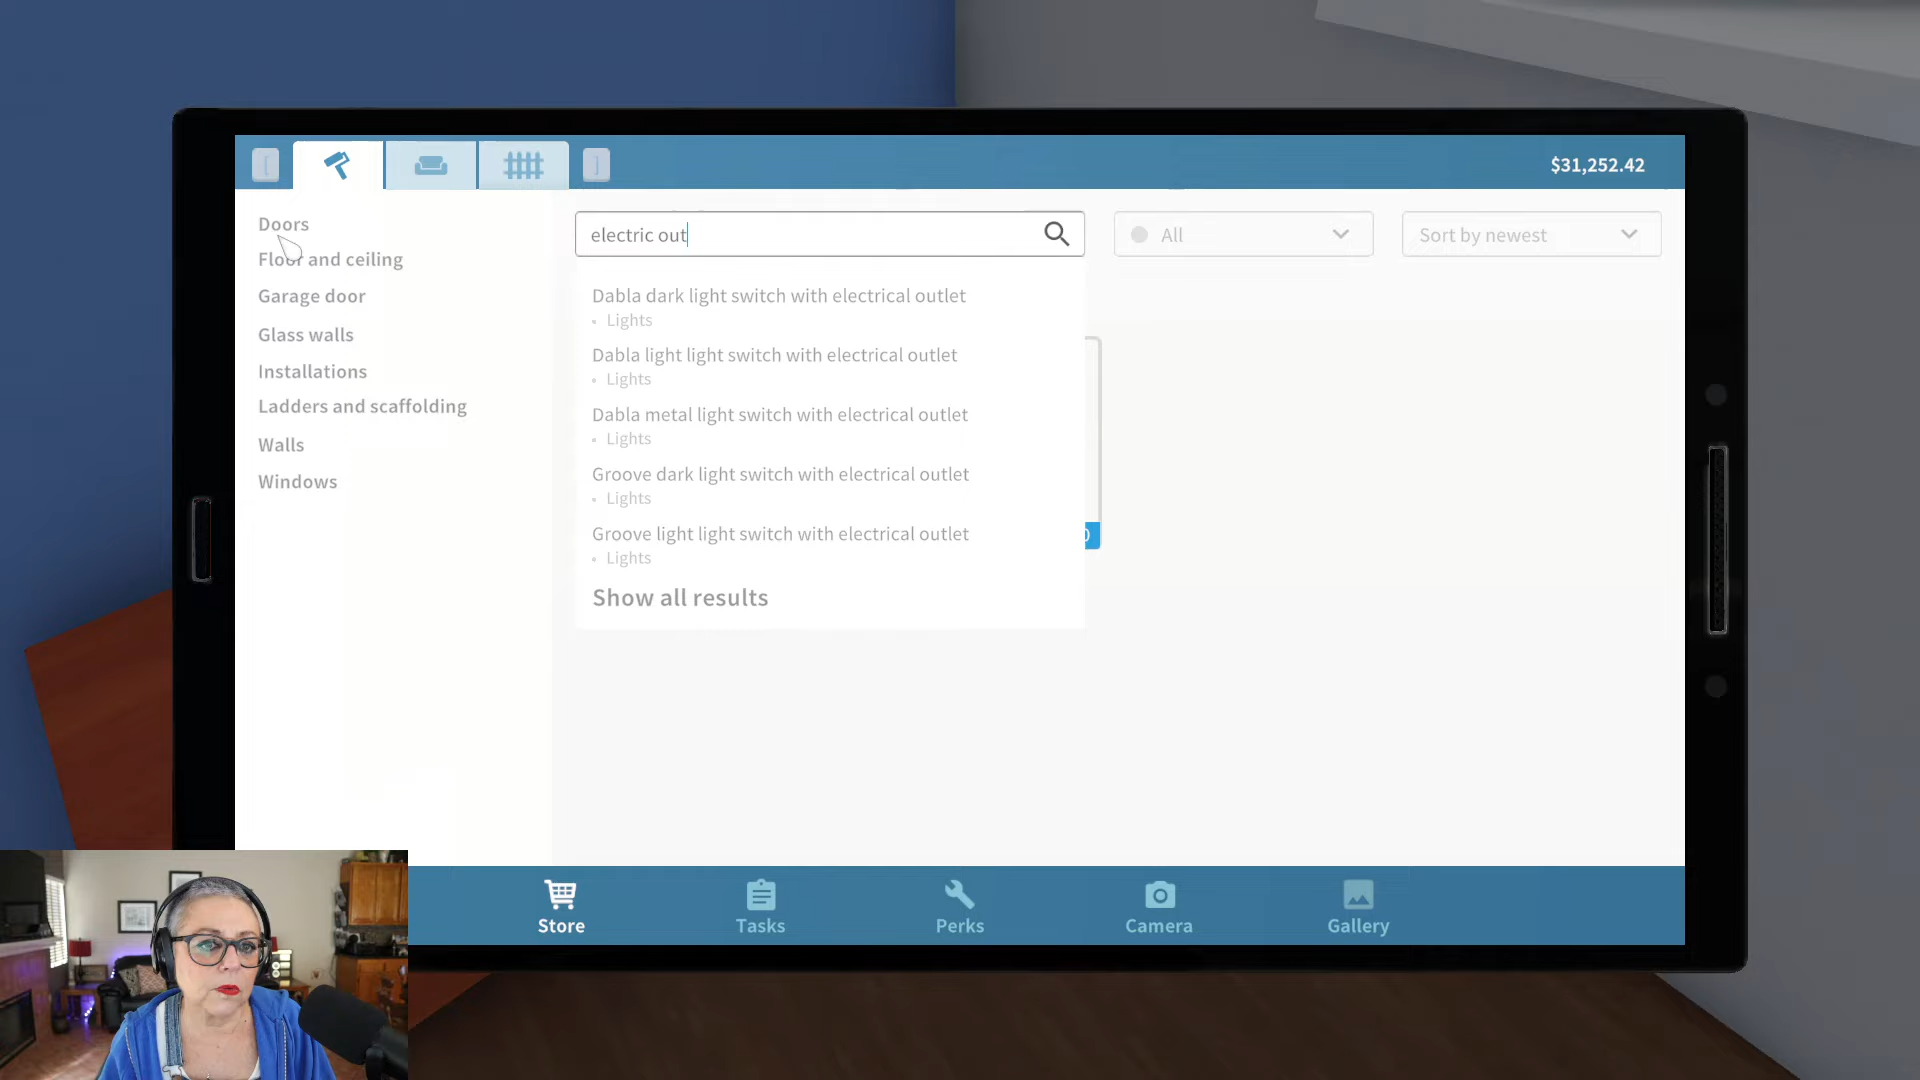 [
]
$31,252.42
Doors
Floor and ceiling
Garage door
Glass walls
Installations
Ladders and scaffolding
Walls
Windows
electric out
All
Sort by newest
Dabla dark light switch with electrical outlet
• Lights
Dabla light light switch with electrical outlet
• Lights
Dabla metal light switch with electrical outlet
• Lights
Groove dark light switch with electrical outlet
• Lights
Groove light light switch with electrical outlet
• Lights
Show all results
Store
Tasks
Perks
Camera
Gallery